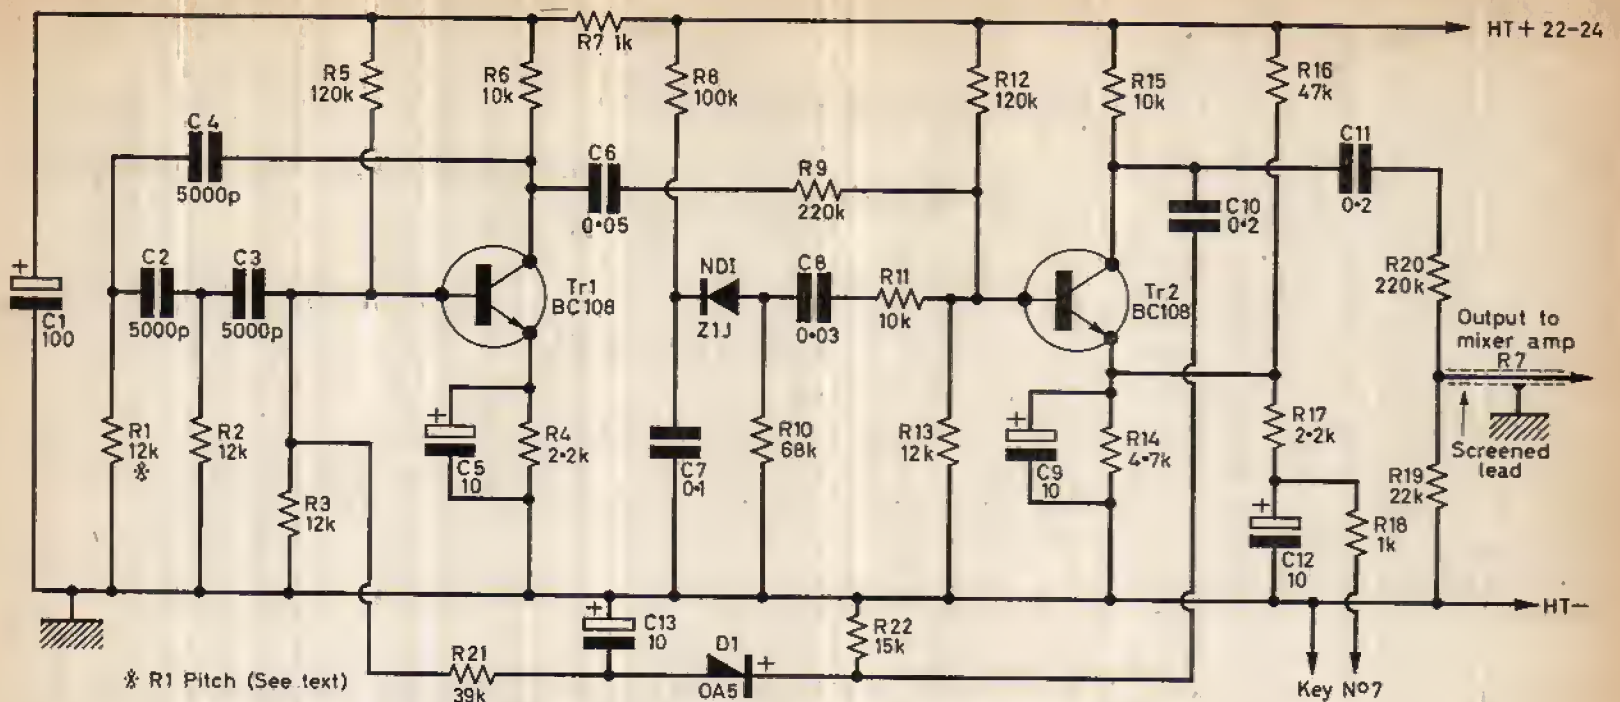 HT+ 22-24
R7 1k
R5
120k
R6
10k
R8
100k
R12
120k
R15
10k
R16
47k
C4
5000p
C6
0·05
R9
220k
C11
0·2
C10
0·2
C2
5000p
C3
5000p
Tr1
BC108
ND1
Z1J
C8
0·03
R11
10k
Tr2
BC108
R20
220k
+
C1
100
Output to
mixer amp
R7
Screened
lead
R1
12k
※
R2
12k
R3
12k
+
C5
10
R4
2·2k
C7
0·1
R10
68k
R13
12k
+
C9
10
R14
4·7k
R17
2·2k
R19
22k
+
C12
10
R18
1k
HT−
+
C13
10
R22
15k
R21
39k
D1
+
OA5
※ R1 Pitch (See text)
Key Nº7